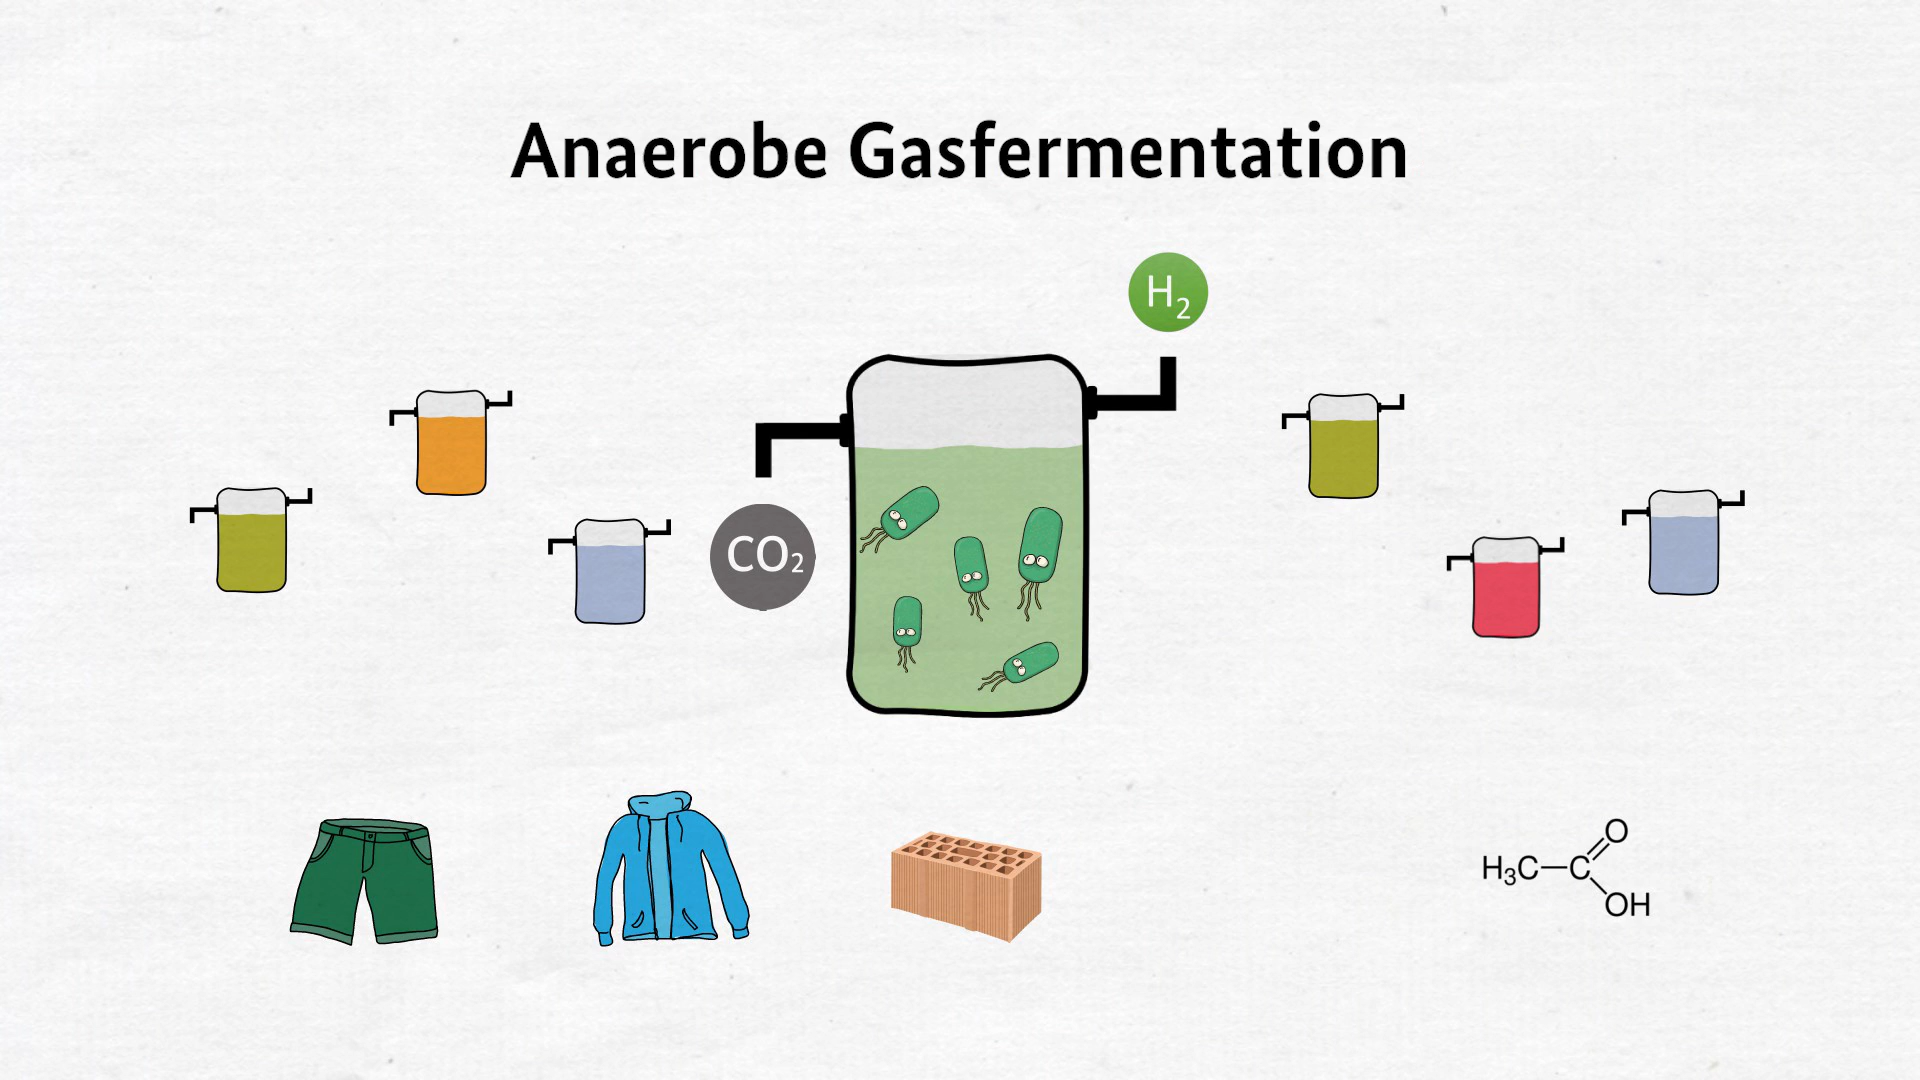 Anaerobe Gasfermentation
H₂
CO₂
O
H₃C—C
OH